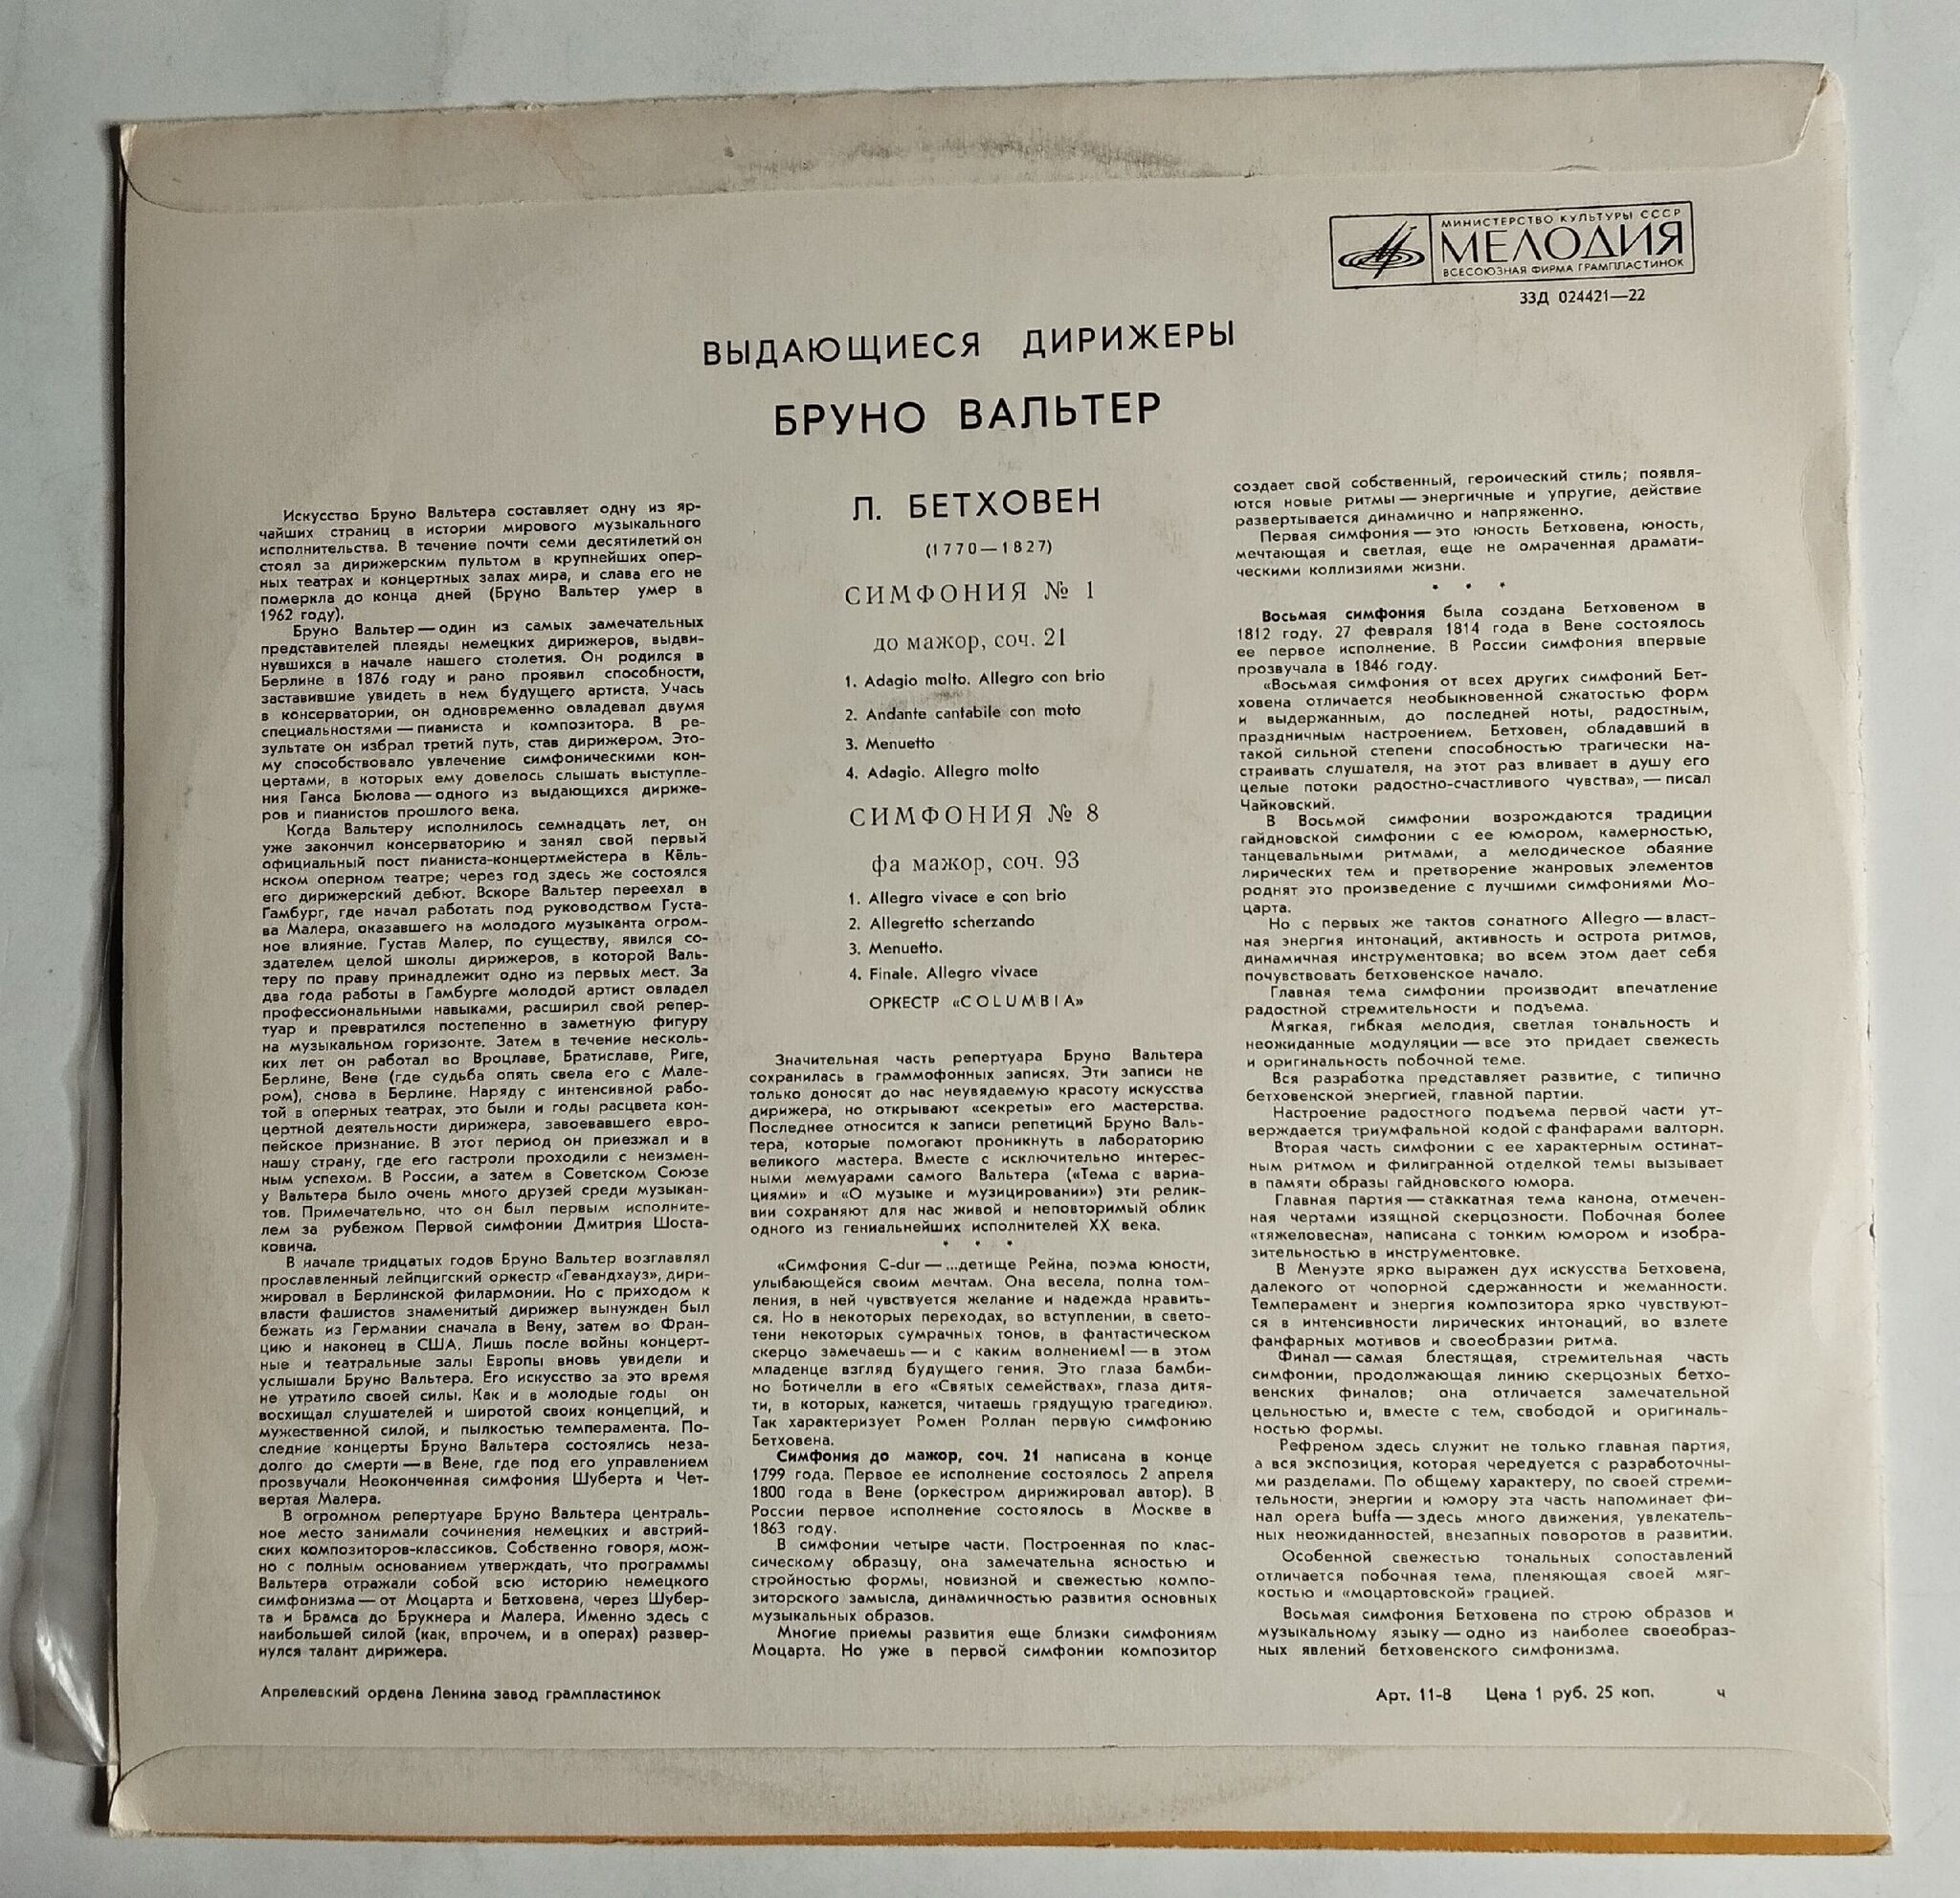 МИНИСТЕРСТВО КУЛЬТУРЫ СССР
МЕЛОДИЯ
ВСЕСОЮЗНАЯ ФИРМА ГРАМПЛАСТИНОК
33Д 024421—22
ВЫДАЮЩИЕСЯ ДИРИЖЕРЫ
БРУНО ВАЛЬТЕР
Искусство Бруно Вальтера составляет одну из яр-
чайших страниц в истории мирового музыкального
исполнительства. В течение почти семи десятилетий он
стоял за дирижерским пультом в крупнейших опер-
ных театрах и концертных залах мира, и слава его не
померкла до конца дней (Бруно Вальтер умер в
1962 году).
Бруно Вальтер — один из самых замечательных
представителей плеяды немецких дирижеров, выдви-
нувшихся в начале нашего столетия. Он родился в
Берлине в 1876 году и рано проявил способности,
заставившие увидеть в нем будущего артиста. Учась
в консерватории, он одновременно овладевал двумя
специальностями — пианиста и композитора. В ре-
зультате он избрал третий путь, став дирижером. Это-
му способствовало увлечение симфоническими кон-
цертами, в которых ему довелось слышать выступле-
ния Ганса Бюлова — одного из выдающихся дириже-
ров и пианистов прошлого века.
Когда Вальтеру исполнилось семнадцать лет, он
уже закончил консерваторию и занял свой первый
официальный пост пианиста-концертмейстера в Кёль-
нском оперном театре; через год здесь же состоялся
его дирижерский дебют. Вскоре Вальтер переехал в
Гамбург, где начал работать под руководством Густа-
ва Малера, оказавшего на молодого музыканта огром-
ное влияние. Густав Малер, по существу, явился со-
здателем целой школы дирижеров, в которой Валь-
теру по праву принадлежит одно из первых мест. За
два года работы в Гамбурге молодой артист овладел
профессиональными навыками, расширил свой репер-
туар и превратился постепенно в заметную фигуру
на музыкальном горизонте. Затем в течение несколь-
ких лет он работал во Вроцлаве, Братиславе, Риге,
Берлине, Вене (где судьба опять свела его с Мале-
ром), снова в Берлине. Наряду с интенсивной рабо-
той в оперных театрах, это были и годы расцвета кон-
цертной деятельности дирижера, завоевавшего евро-
пейское признание. В этот период он приезжал и в
нашу страну, где его гастроли проходили с неизмен-
ным успехом. В России, а затем в Советском Союзе
у Вальтера было очень много друзей среди музыкан-
тов. Примечательно, что он был первым исполните-
лем за рубежом Первой симфонии Дмитрия Шоста-
ковича.
В начале тридцатых годов Бруно Вальтер возглавлял
прославленный лейпцигский оркестр «Гевандхауз», дири-
жировал в Берлинской филармонии. Но с приходом к
власти фашистов знаменитый дирижер вынужден был
бежать из Германии сначала в Вену, затем во Фран-
цию и наконец в США. Лишь после войны концерт-
ные и театральные залы Европы вновь увидели и
услышали Бруно Вальтера. Его искусство за это время
не утратило своей силы. Как и в молодые годы он
восхищал слушателей и широтой своих концепций, и
мужественной силой, и пылкостью темперамента. По-
следние концерты Бруно Вальтера состоялись неза-
долго до смерти — в Вене, где под его управлением
прозвучали Неоконченная симфония Шуберта и Чет-
вертая Малера.
В огромном репертуаре Бруно Вальтера централь-
ное место занимали сочинения немецких и австрий-
ских композиторов-классиков. Собственно говоря, мож-
но с полным основанием утверждать, что программы
Вальтера отражали собой всю историю немецкого
симфонизма — от Моцарта и Бетховена, через Шубер-
та и Брамса до Брукнера и Малера. Именно здесь с
наибольшей силой (как, впрочем, и в операх) развер-
нулся талант дирижера.
Л. БЕТХОВЕН
(1770—1827)
СИМФОНИЯ № 1
до мажор, соч. 21
1. Adagio molto. Allegro con brio
2. Andante cantabile con moto
3. Menuetto
4. Adagio. Allegro molto
СИМФОНИЯ № 8
фа мажор, соч. 93
1. Allegro vivace e con brio
2. Allegretto scherzando
3. Menuetto.
4. Finale. Allegro vivace
ОРКЕСТР «COLUMBIA»
Значительная часть репертуара Бруно Вальтера
сохранилась в граммофонных записях. Эти записи не
только доносят до нас неувядаемую красоту искусства
дирижера, но открывают «секреты» его мастерства.
Последнее относится к записи репетиций Бруно Валь-
тера, которые помогают проникнуть в лабораторию
великого мастера. Вместе с исключительно интерес-
ными мемуарами самого Вальтера («Тема с вариа-
циями» и «О музыке и музицировании») эти релик-
вии сохраняют для нас живой и неповторимый облик
одного из гениальнейших исполнителей XX века.
• • •
«Симфония C-dur — ...детище Рейна, поэма юности,
улыбающейся своим мечтам. Она весела, полна том-
ления, в ней чувствуется желание и надежда нравить-
ся. Но в некоторых переходах, во вступлении, в свето-
тени некоторых сумрачных тонов, в фантастическом
скерцо замечаешь — и с каким волнением! — в этом
младенце взгляд будущего гения. Это глаза бамби-
но Ботичелли в его «Святых семействах», глаза дитя-
ти, в которых, кажется, читаешь грядущую трагедию».
Так характеризует Ромен Роллан первую симфонию
Бетховена.
Симфония до мажор, соч. 21 написана в конце
1799 года. Первое ее исполнение состоялось 2 апреля
1800 года в Вене (оркестром дирижировал автор). В
России первое исполнение состоялось в Москве в
1863 году.
В симфонии четыре части. Построенная по клас-
сическому образцу, она замечательна ясностью и
стройностью формы, новизной и свежестью компо-
зиторского замысла, динамичностью развития основных
музыкальных образов.
Многие приемы развития еще близки симфониям
Моцарта. Но уже в первой симфонии композитор
создает свой собственный, героический стиль; появля-
ются новые ритмы — энергичные и упругие, действие
развертывается динамично и напряженно.
Первая симфония — это юность Бетховена, юность,
мечтающая и светлая, еще не омраченная драмати-
ческими коллизиями жизни.
• • •
Восьмая симфония была создана Бетховеном в
1812 году. 27 февраля 1814 года в Вене состоялось
ее первое исполнение. В России симфония впервые
прозвучала в 1846 году.
«Восьмая симфония от всех других симфоний Бет-
ховена отличается необыкновенной сжатостью форм
и выдержанным, до последней ноты, радостным,
праздничным настроением. Бетховен, обладавший в
такой сильной степени способностью трагически на-
страивать слушателя, на этот раз вливает в душу его
целые потоки радостно-счастливого чувства», — писал
Чайковский.
В Восьмой симфонии возрождаются традиции
гайдновской симфонии с ее юмором, камерностью,
танцевальными ритмами, а мелодическое обаяние
лирических тем и претворение жанровых элементов
роднят это произведение с лучшими симфониями Мо-
царта.
Но с первых же тактов сонатного Allegro — власт-
ная энергия интонаций, активность и острота ритмов,
динамичная инструментовка; во всем этом дает себя
почувствовать бетховенское начало.
Главная тема симфонии производит впечатление
радостной стремительности и подъема.
Мягкая, гибкая мелодия, светлая тональность и
неожиданные модуляции — все это придает свежесть
и оригинальность побочной теме.
Вся разработка представляет развитие, с типично
бетховенской энергией, главной партии.
Настроение радостного подъема первой части ут-
верждается триумфальной кодой с фанфарами валторн.
Вторая часть симфонии с ее характерным остинат-
ным ритмом и филигранной отделкой темы вызывает
в памяти образы гайдновского юмора.
Главная партия — стаккатная тема канона, отмечен-
ная чертами изящной скерцозности. Побочная более
«тяжеловесна», написана с тонким юмором и изобра-
зительностью в инструментовке.
В Менуэте ярко выражен дух искусства Бетховена,
далекого от чопорной сдержанности и жеманности.
Темперамент и энергия композитора ярко чувствуют-
ся в интенсивности лирических интонаций, во взлете
фанфарных мотивов и своеобразии ритма.
Финал — самая блестящая, стремительная часть
симфонии, продолжающая линию скерцозных бетхо-
венских финалов; она отличается замечательной
цельностью и, вместе с тем, свободой и оригиналь-
ностью формы.
Рефреном здесь служит не только главная партия,
а вся экспозиция, которая чередуется с разработочны-
ми разделами. По общему характеру, по своей стреми-
тельности, энергии и юмору эта часть напоминает фи-
нал opera buffa — здесь много движения, увлекатель-
ных неожиданностей, внезапных поворотов в развитии.
Особенной свежестью тональных сопоставлений
отличается побочная тема, пленяющая своей мяг-
костью и «моцартовской» грацией.
Восьмая симфония Бетховена по строю образов и
музыкальному языку — одно из наиболее своеобраз-
ных явлений бетховенского симфонизма.
Апрелевский ордена Ленина завод грампластинок
Арт. 11-8 Цена 1 руб. 25 коп. ч